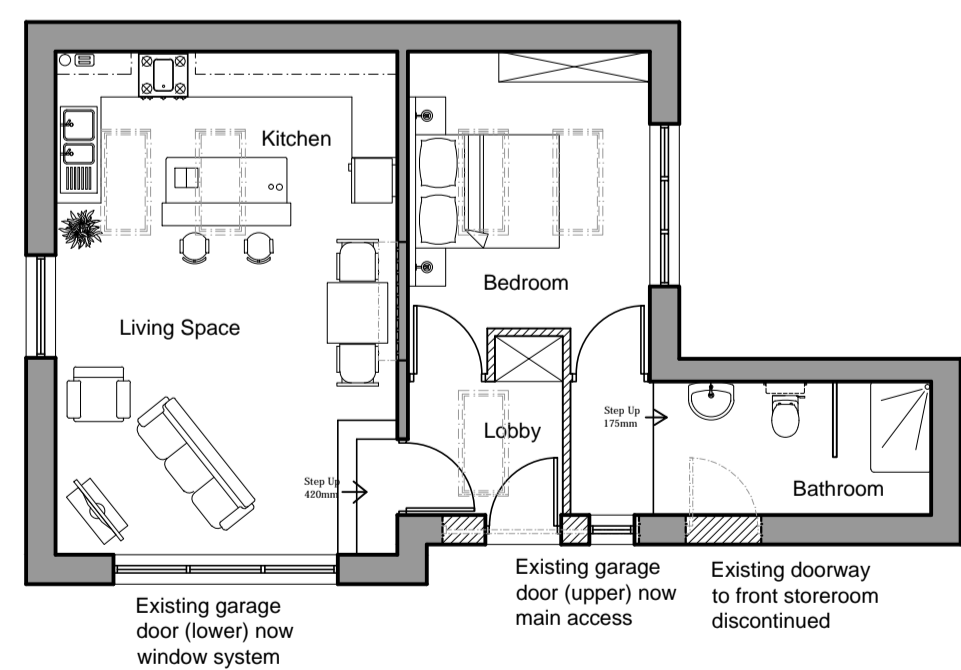 Kitchen
Bedroom
Living Space
Step Up
175mm
Lobby
Step Up
420mm
Bathroom
Existing garage
door (upper) now
main access
Existing doorway
to front storeroom
discontinued
Existing garage
door (lower) now
window system